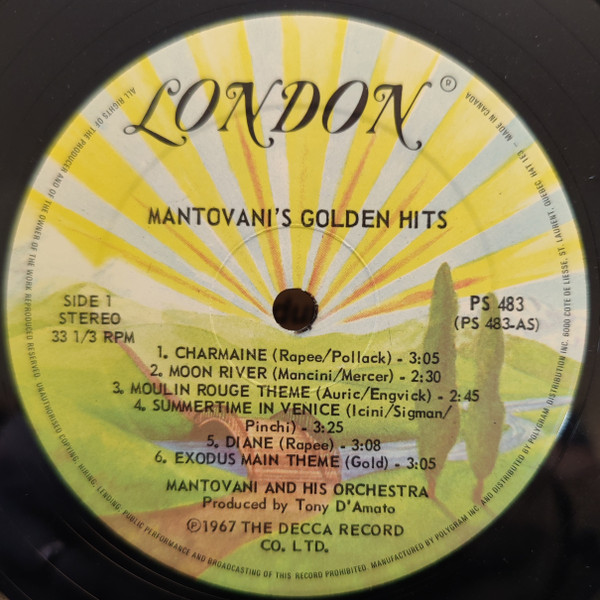 LONDON®
MANTOVANI'S GOLDEN HITS
SIDE 1
STEREO
33 1/3 RPM
PS 483
(PS 483-AS)
1. CHARMAINE (Rapee/Pollack) - 3:05
2. MOON RIVER (Mancini/Mercer) - 2:30
3. MOULIN ROUGE THEME (Auric/Engvick) - 2:45
4. SUMMERTIME IN VENICE (Icini/Sigman/
Pinchi) - 3:25
5. DIANE (Rapee) - 3:08
6. EXODUS MAIN THEME (Gold) - 3:05
MANTOVANI AND HIS ORCHESTRA
Produced by Tony D'Amato
℗1967 THE DECCA RECORD
CO. LTD.
ALL RIGHTS OF THE PRODUCER AND OF THE OWNER OF THE WORK REPRODUCED RESERVED. UNAUTHORISED COPYING, HIRING, LENDING, PUBLIC PERFORMANCE AND BROADCASTING OF THIS RECORD PROHIBITED. MANUFACTURED BY POLYGRAM INC. AND DISTRIBUTED BY POLYGRAM DISTRIBUTION INC. 6000 COTE DE LIESSE, ST. LAURENT, QUEBEC H4T 1E3 - MADE IN CANADA